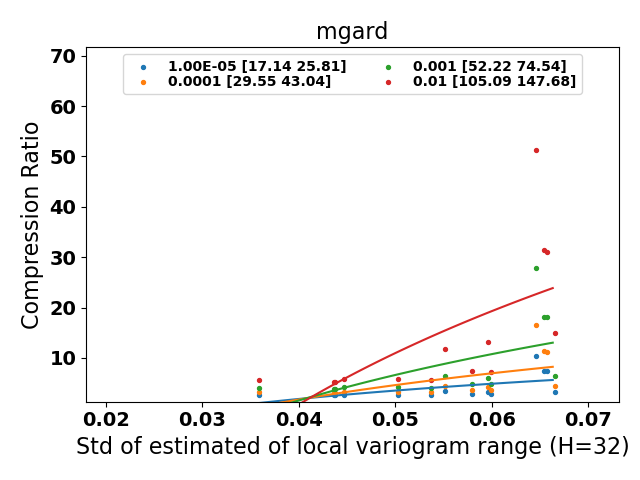 mgard
1.00E-05 [17.14 25.81]
0.0001 [29.55 43.04]
0.001 [52.22 74.54]
0.01 [105.09 147.68]
Compression Ratio
70
60
50
40
30
20
10
0.02 0.03 0.04 0.05 0.06 0.07
Std of estimated of local variogram range (H=32)